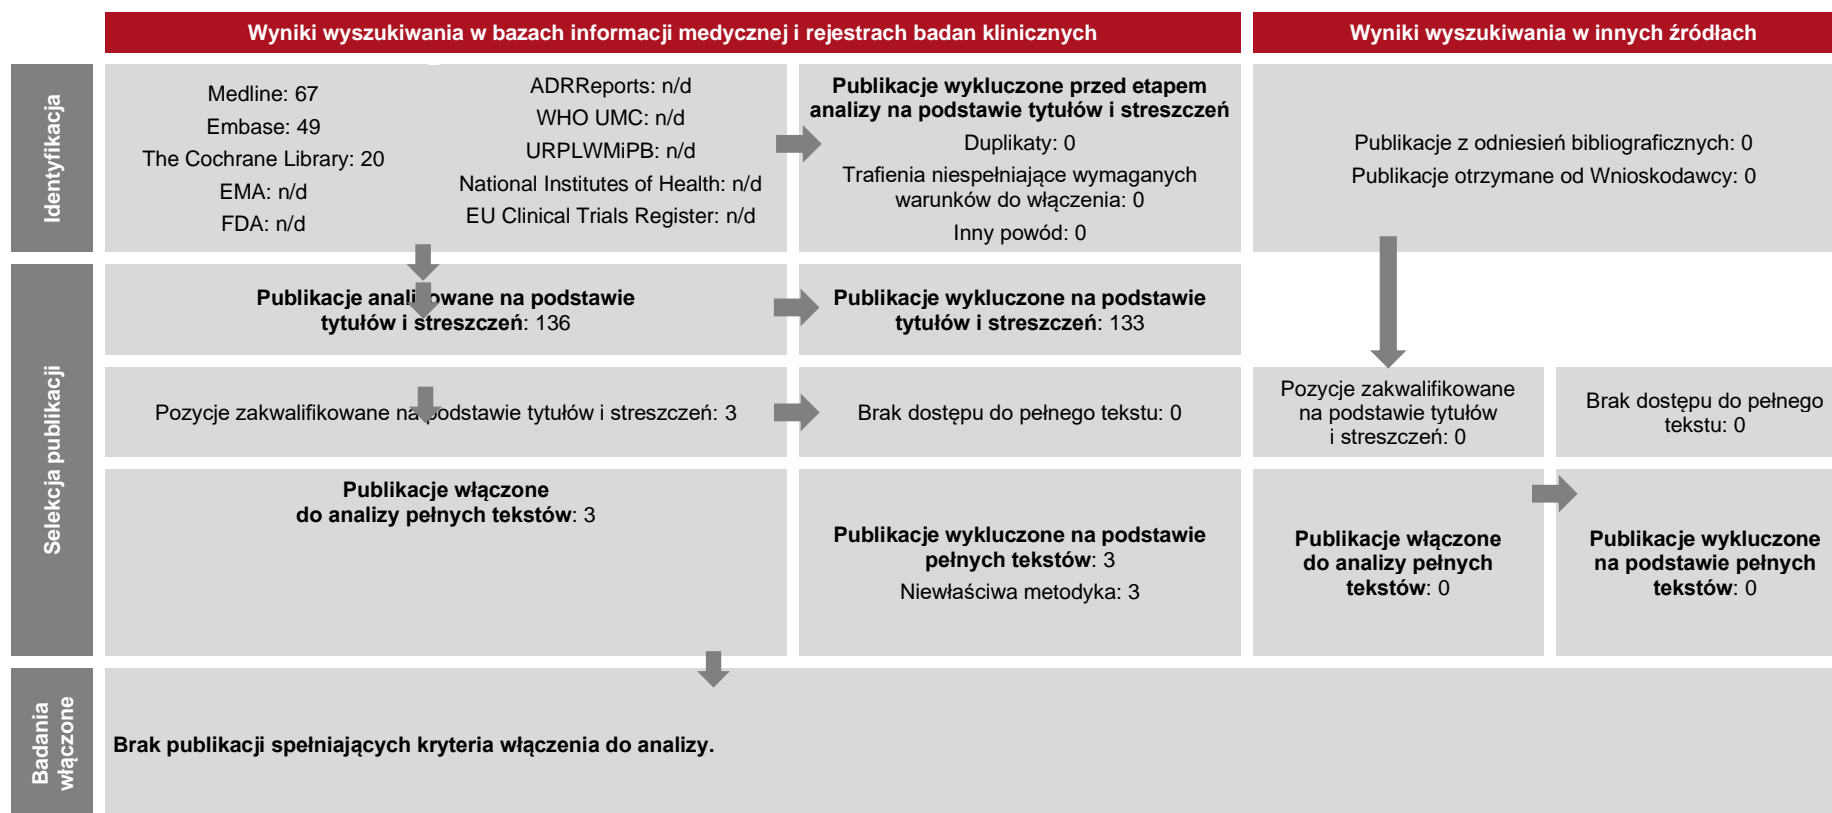 Wyniki wyszukiwania w bazach informacji medycznej i rejestrach badan klinicznych
Wyniki wyszukiwania w innych źródłach
Identyfikacja
Medline: 67
Embase: 49
The Cochrane Library: 20
EMA: n/d
FDA: n/d
ADRReports: n/d
WHO UMC: n/d
URPLWMiPB: n/d
National Institutes of Health: n/d
EU Clinical Trials Register: n/d
Publikacje wykluczone przed etapem
analizy na podstawie tytułów i streszczeń
Duplikaty: 0
Trafienia niespełniające wymaganych
warunków do włączenia: 0
Inny powód: 0
Publikacje z odniesień bibliograficznych: 0
Publikacje otrzymane od Wnioskodawcy: 0
Selekcja publikacji
Publikacje analizowane na podstawie
tytułów i streszczeń: 136
Publikacje wykluczone na podstawie
tytułów i streszczeń: 133
Pozycje zakwalifikowane na podstawie tytułów i streszczeń: 3
Brak dostępu do pełnego tekstu: 0
Pozycje zakwalifikowane
na podstawie tytułów
i streszczeń: 0
Brak dostępu do pełnego
tekstu: 0
Publikacje włączone
do analizy pełnych tekstów: 3
Publikacje wykluczone na podstawie
pełnych tekstów: 3
Niewłaściwa metodyka: 3
Publikacje włączone
do analizy pełnych
tekstów: 0
Publikacje wykluczone
na podstawie pełnych
tekstów: 0
Badania
włączone
Brak publikacji spełniających kryteria włączenia do analizy.